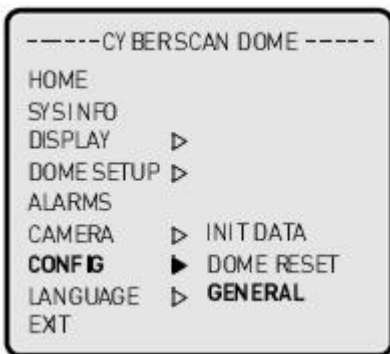 ------CYBERSCAN DOME -----
HOME
SYSINFO
DISPLAY ▷
DOME SETUP ▷
ALARMS
CAMERA ▷ INIT DATA
CONFIG ▶ DOME RESET
LANGUAGE ▷ GENERAL
EXIT